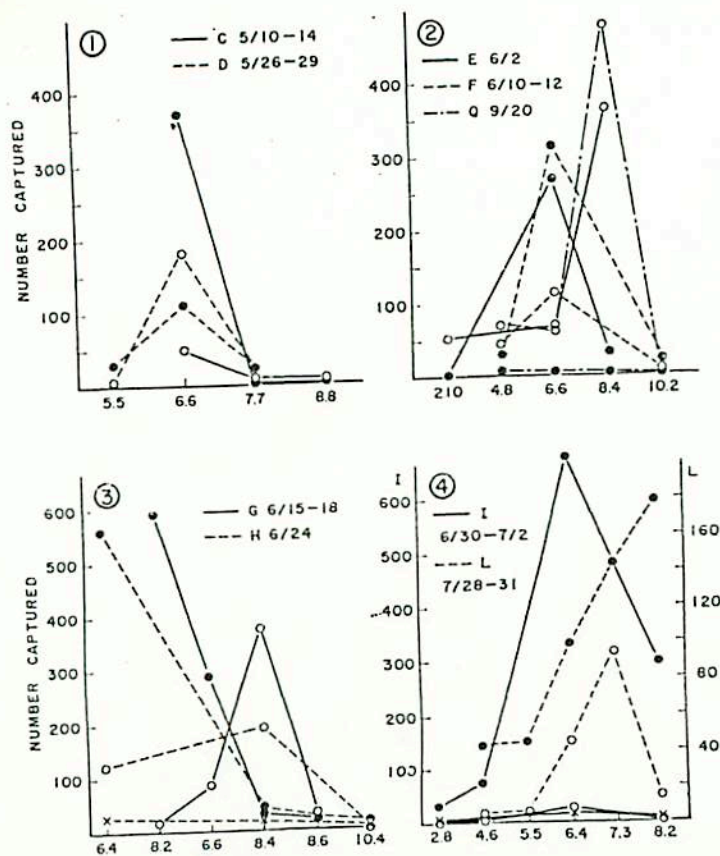 ①
C 5/10-14
D 5/26-29
NUMBER CAPTURED
400
300
200
100
5.5 6.6 7.7 8.8
②
E 6/2
F 6/10-12
Q 9/20
400
300
200
100
2.10 4.8 6.6 8.4 10.2
③
G 6/15-18
H 6/24
NUMBER CAPTURED
600
500
400
300
200
100
6.4 8.2 6.6 8.4 8.6 10.4
④
I
L
I
6/30-7/2
L
7/28-31
600
500
400
300
200
100
160
120
80
40
2.8 4.6 5.5 6.4 7.3 8.2